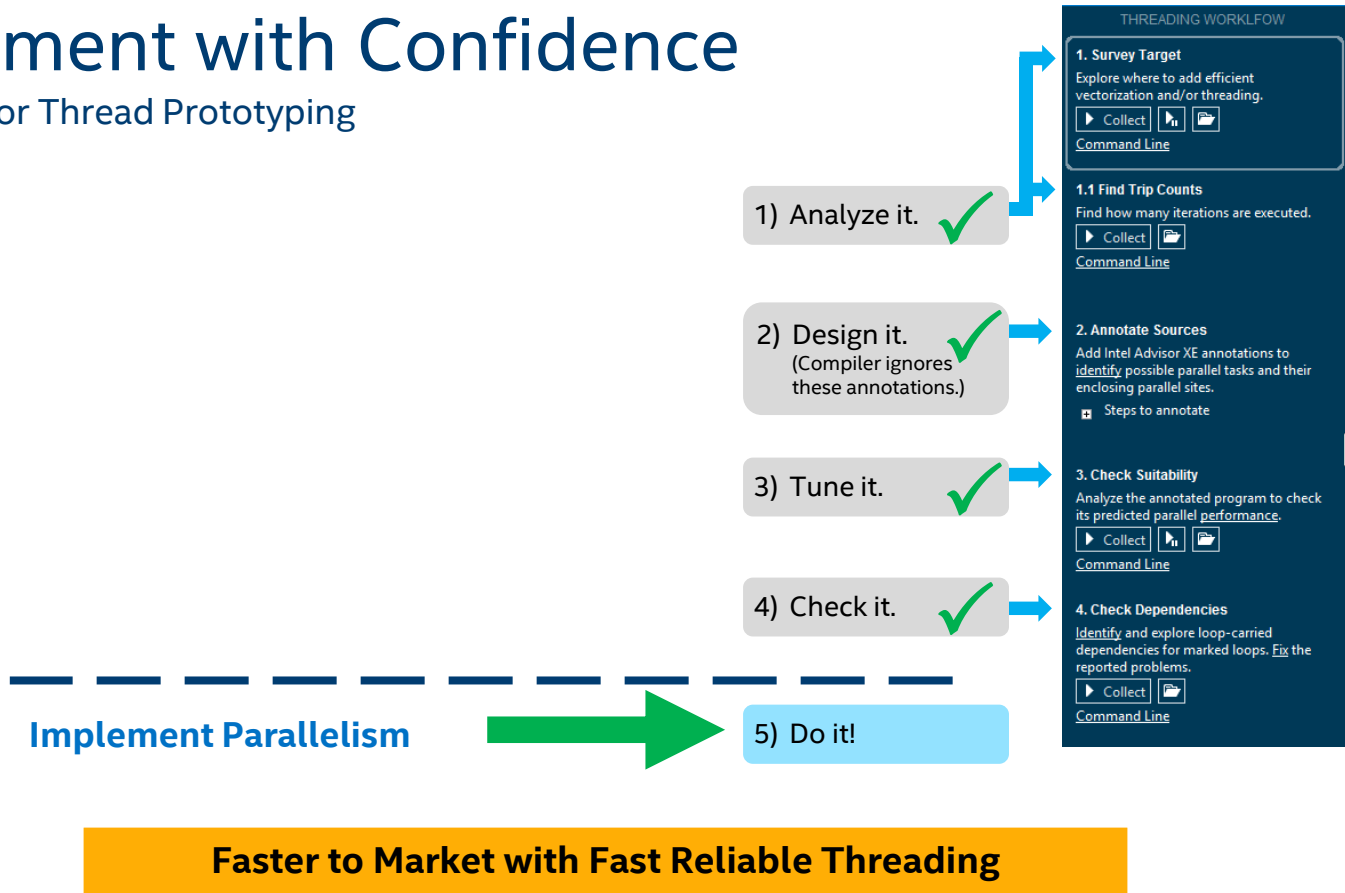 ment with Confidence
or Thread Prototyping
1) Analyze it.
2) Design it.
(Compiler ignores
these annotations.)
3) Tune it.
4) Check it.
Implement Parallelism
5) Do it!
Faster to Market with Fast Reliable Threading
THREADING WORKLFOW
1. Survey Target
Explore where to add efficient
vectorization and/or threading.
Collect
Command Line
1.1 Find Trip Counts
Find how many iterations are executed.
Collect
Command Line
2. Annotate Sources
Add Intel Advisor XE annotations to
identify possible parallel tasks and their
enclosing parallel sites.
Steps to annotate
3. Check Suitability
Analyze the annotated program to check
its predicted parallel performance.
Collect
Command Line
4. Check Dependencies
Identify and explore loop-carried
dependencies for marked loops. Fix the
reported problems.
Collect
Command Line